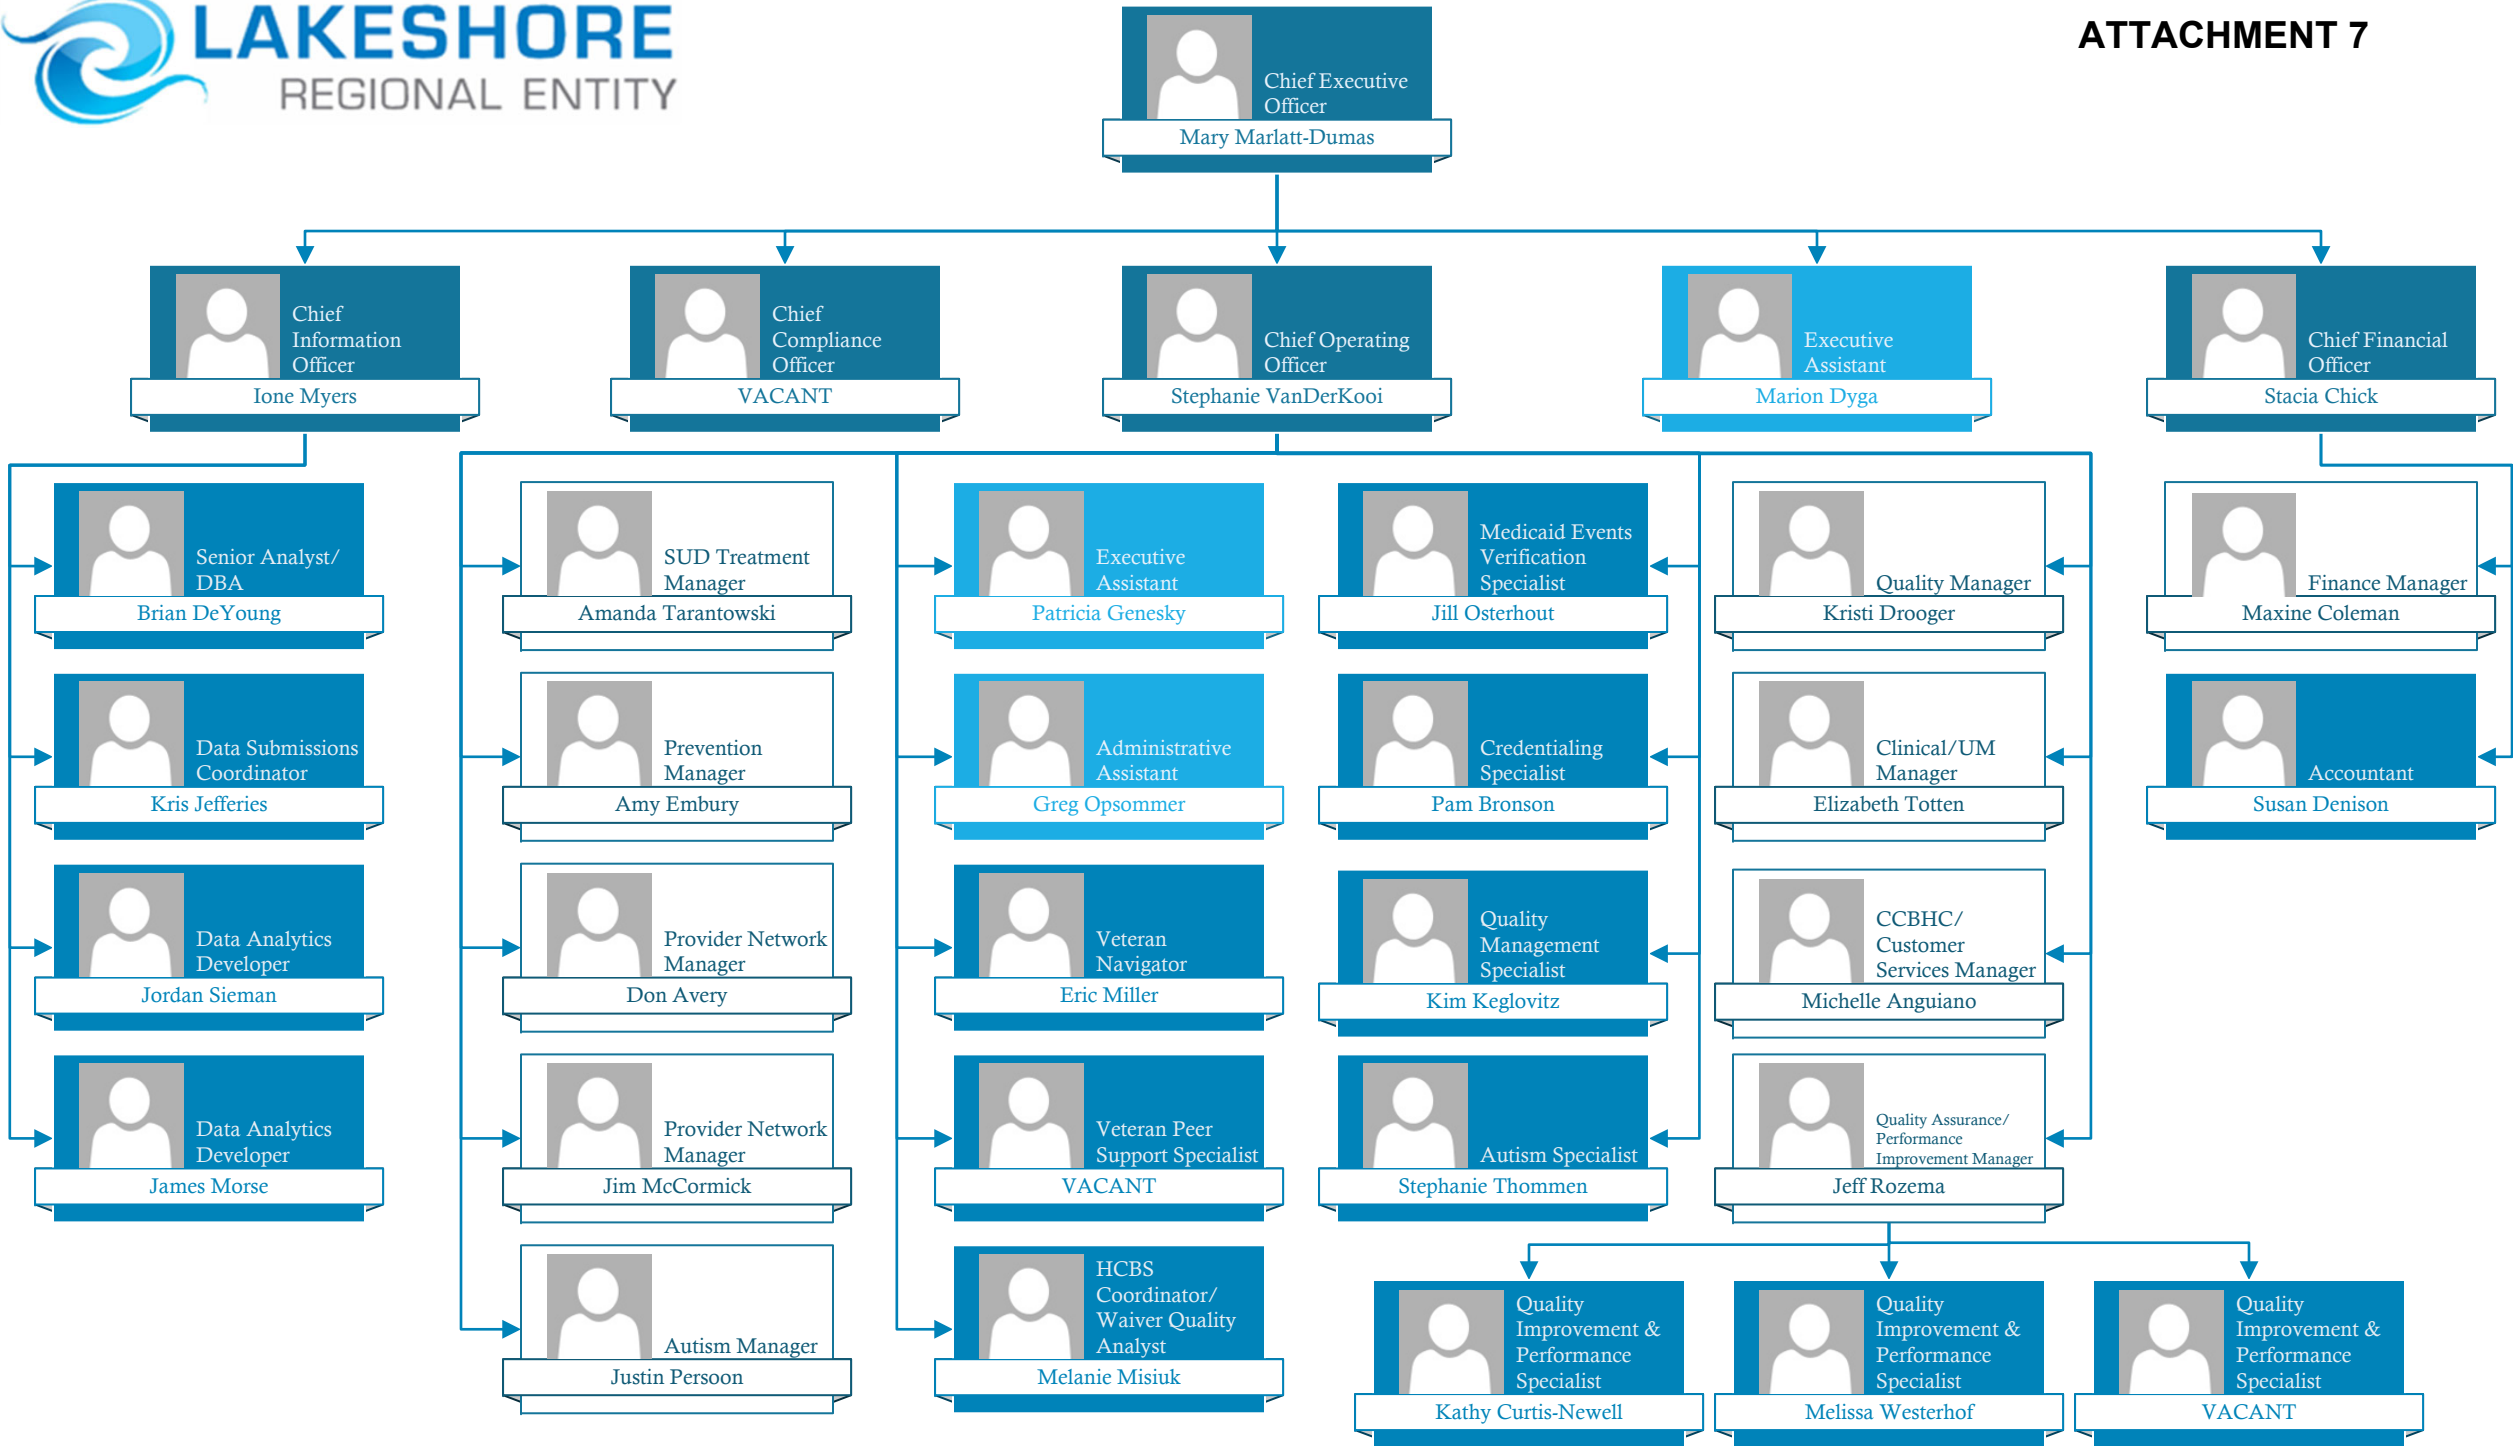 LAKESHORE
REGIONAL ENTITY
ATTACHMENT 7
Chief Executive
Officer
Mary Marlatt-Dumas
Chief
Information
Officer
Ione Myers
Chief
Compliance
Officer
VACANT
Chief Operating
Officer
Stephanie VanDerKooi
Executive
Assistant
Marion Dyga
Chief Financial
Officer
Stacia Chick
Senior Analyst/
DBA
Brian DeYoung
SUD Treatment
Manager
Amanda Tarantowski
Executive
Assistant
Patricia Genesky
Medicaid Events
Verification
Specialist
Jill Osterhout
Quality Manager
Kristi Drooger
Finance Manager
Maxine Coleman
Data Submissions
Coordinator
Kris Jefferies
Prevention
Manager
Amy Embury
Administrative
Assistant
Greg Opsommer
Credentialing
Specialist
Pam Bronson
Clinical/UM
Manager
Elizabeth Totten
Accountant
Susan Denison
Data Analytics
Developer
Jordan Sieman
Provider Network
Manager
Don Avery
Veteran
Navigator
Eric Miller
Quality
Management
Specialist
Kim Keglovitz
CCBHC/
Customer
Services Manager
Michelle Anguiano
Data Analytics
Developer
James Morse
Provider Network
Manager
Jim McCormick
Veteran Peer
Support Specialist
VACANT
Autism Specialist
Stephanie Thommen
Quality Assurance/
Performance
Improvement Manager
Jeff Rozema
Autism Manager
Justin Persoon
HCBS
Coordinator/
Waiver Quality
Analyst
Melanie Misiuk
Quality
Improvement &
Performance
Specialist
Kathy Curtis-Newell
Quality
Improvement &
Performance
Specialist
Melissa Westerhof
Quality
Improvement &
Performance
Specialist
VACANT